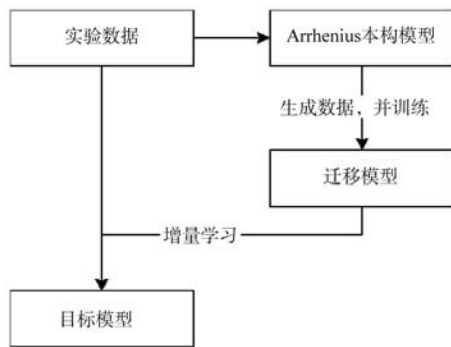 实验数据
Arrhenius本构模型
生成数据，并训练
迁移模型
增量学习
目标模型